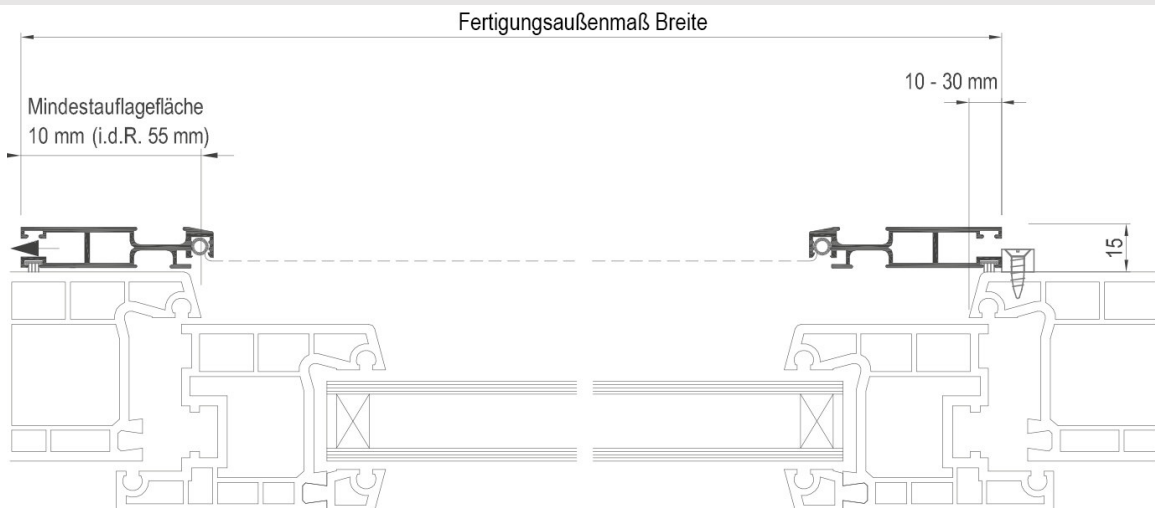 Fertigungsaußenmaß Breite
10 - 30 mm
Mindestauflagefläche
10 mm (i.d.R. 55 mm)
15